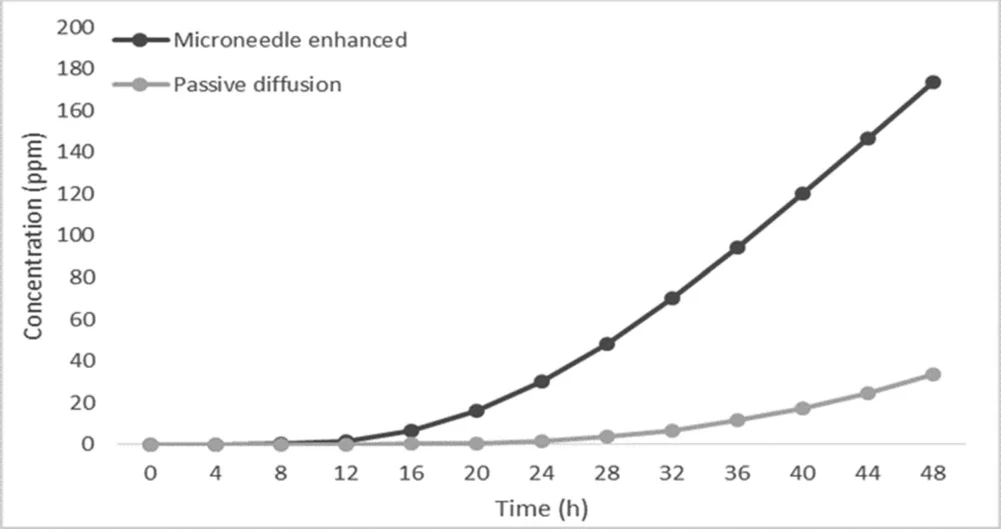 200
180
160
140
120
100
80
60
40
20
0
Concentration (ppm)
Microneedle enhanced
Passive diffusion
0 4 8 12 16 20 24 28 32 36 40 44 48
Time (h)